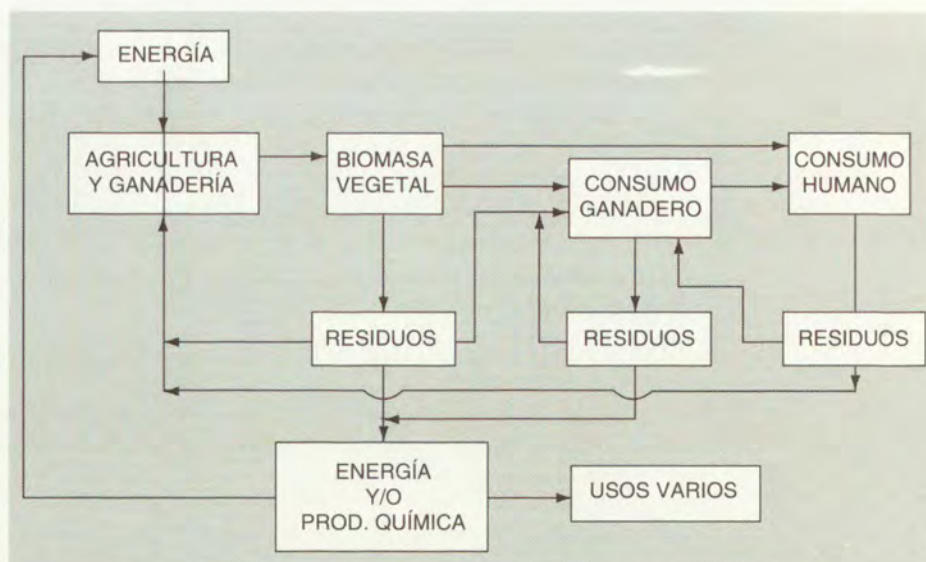 ENERGÍA
AGRICULTURA
Y GANADERÍA
BIOMASA
VEGETAL
CONSUMO
GANADERO
CONSUMO
HUMANO
RESIDUOS
RESIDUOS
RESIDUOS
ENERGÍA
Y/O
PROD. QUÍMICA
USOS VARIOS